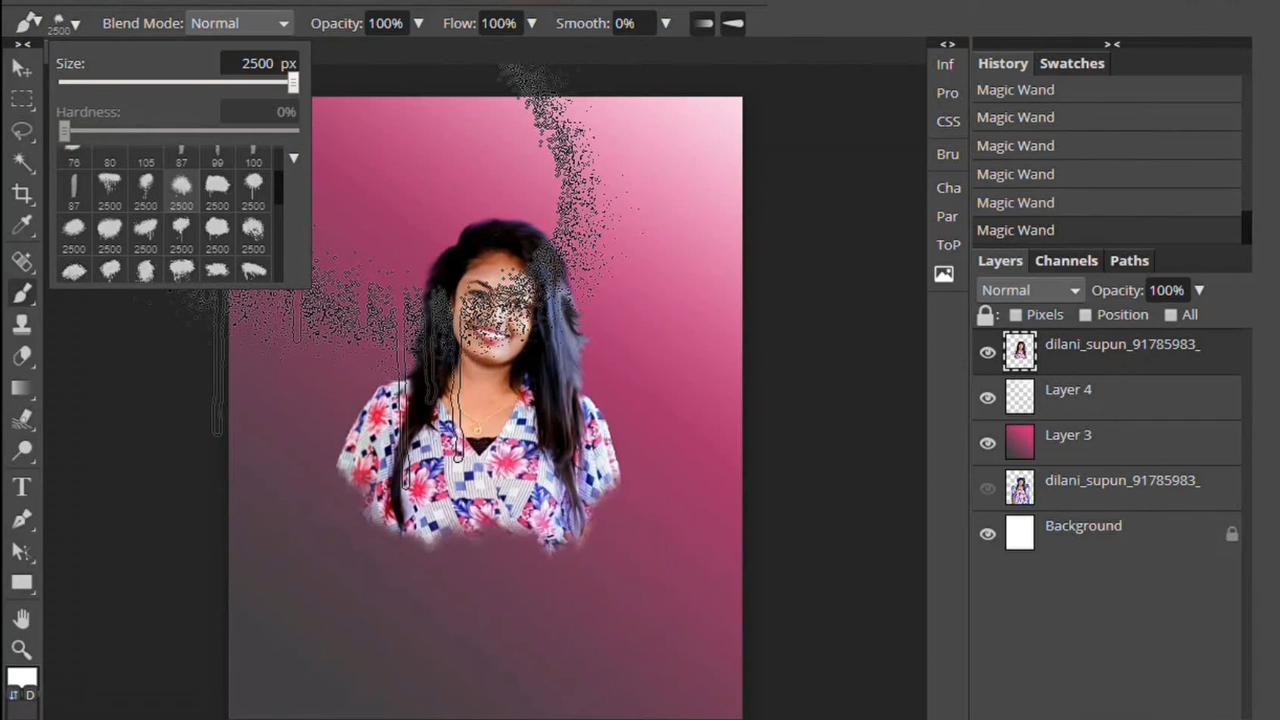 2500 Blend Mode: Normal Opacity: 100% Flow: 100% Smooth: 0%
> < < > > <
Size: 2500 px
Hardness: 0%
76 80 105 87 99 100
87 2500 2500 2500 2500 2500
2500 2500 2500 2500 2500 2500
Inf
Pro
CSS
Bru
Cha
Par
ToP
History Swatches
Magic Wand
Magic Wand
Magic Wand
Magic Wand
Magic Wand
Magic Wand
Layers Channels Paths
Normal Opacity: 100%
: Pixels Position All
dilani_supun_91785983_
Layer 4
Layer 3
dilani_supun_91785983_
Background
T
D